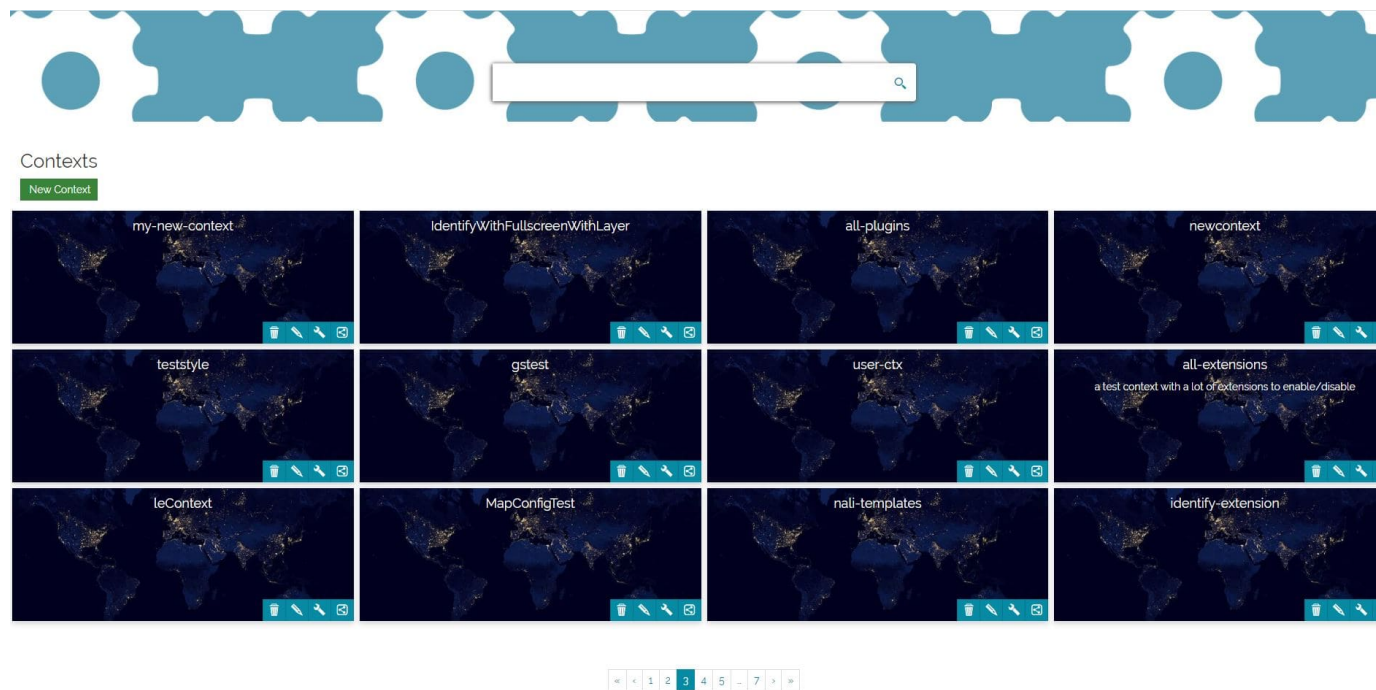 Contexts
New Context
my-new-context
IdentifyWithFullscreenWithLayer
all-plugins
newcontext
teststyle
gstest
user-ctx
all-extensions
a test context with a lot of extensions to enable/disable
leContext
MapConfigTest
nali-templates
identify-extension
« ‹ 1 2 3 4 5 ... 7 › »